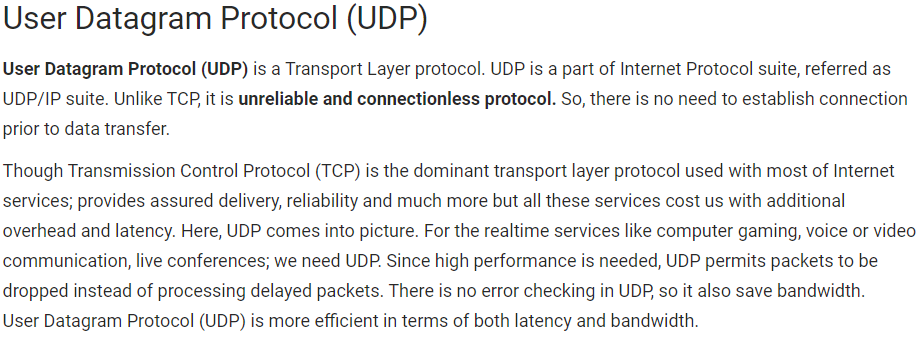 User Datagram Protocol (UDP)
User Datagram Protocol (UDP) is a Transport Layer protocol. UDP is a part of Internet Protocol suite, referred as
UDP/IP suite. Unlike TCP, it is unreliable and connectionless protocol. So, there is no need to establish connection
prior to data transfer.
Though Transmission Control Protocol (TCP) is the dominant transport layer protocol used with most of Internet
services; provides assured delivery, reliability and much more but all these services cost us with additional
overhead and latency. Here, UDP comes into picture. For the realtime services like computer gaming, voice or video
communication, live conferences; we need UDP. Since high performance is needed, UDP permits packets to be
dropped instead of processing delayed packets. There is no error checking in UDP, so it also save bandwidth.
User Datagram Protocol (UDP) is more efficient in terms of both latency and bandwidth.